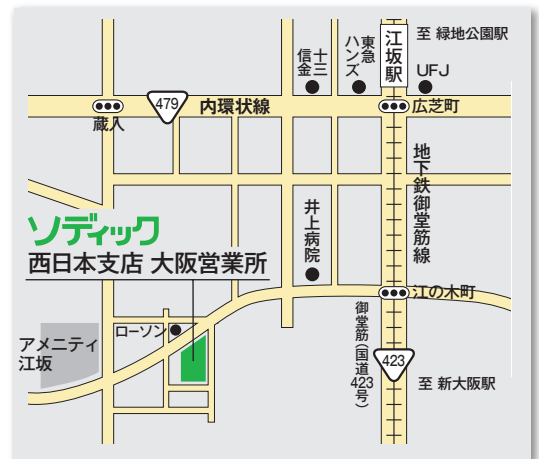 江坂駅
至 緑地公園駅
東急
ハンズ
十三
信金
UFJ
479
内環状線
広芝町
蔵人
地下鉄御堂筋線
井上病院
ソディック
西日本支店 大阪営業所
江の木町
御堂筋(国道423号)
ローソン
アメニティ
江坂
423
至 新大阪駅